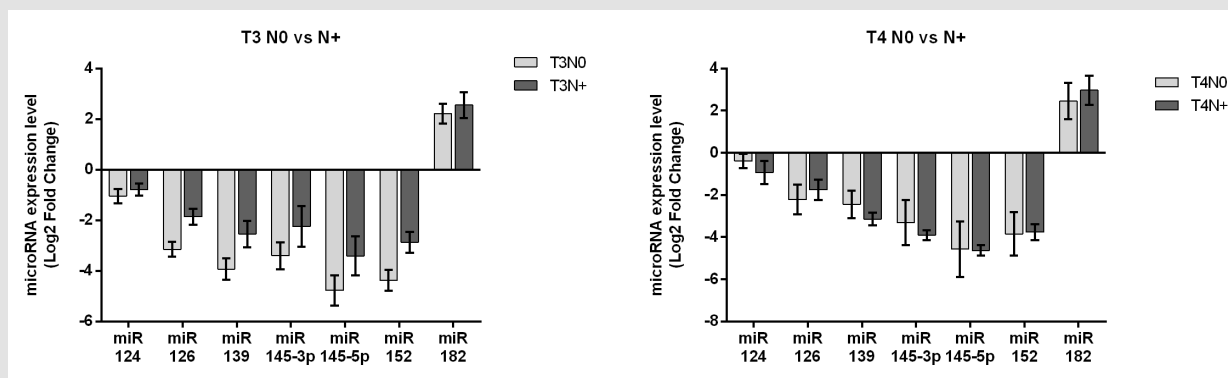 T3 N0 vs N+
T3N0
T3N+
microRNA expression level
(Log2 Fold Change)
4
2
0
-2
-4
-6
miR miR miR miR miR miR miR
124 126 139 145-3p 145-5p 152 182
T4 N0 vs N+
T4N0
T4N+
microRNA expression level
(Log2 Fold Change)
4
2
0
-2
-4
-6
-8
miR miR miR miR miR miR miR
124 126 139 145-3p 145-5p 152 182